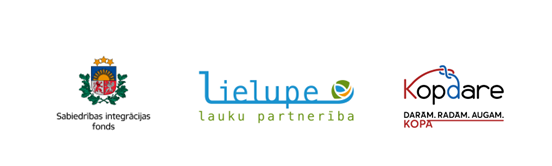 Sabiedrības integrācijas
fonds
Lielupe
lauku partnerība
Kopdare
DARĀM. RADĀM. AUGAM.
KOPĀ